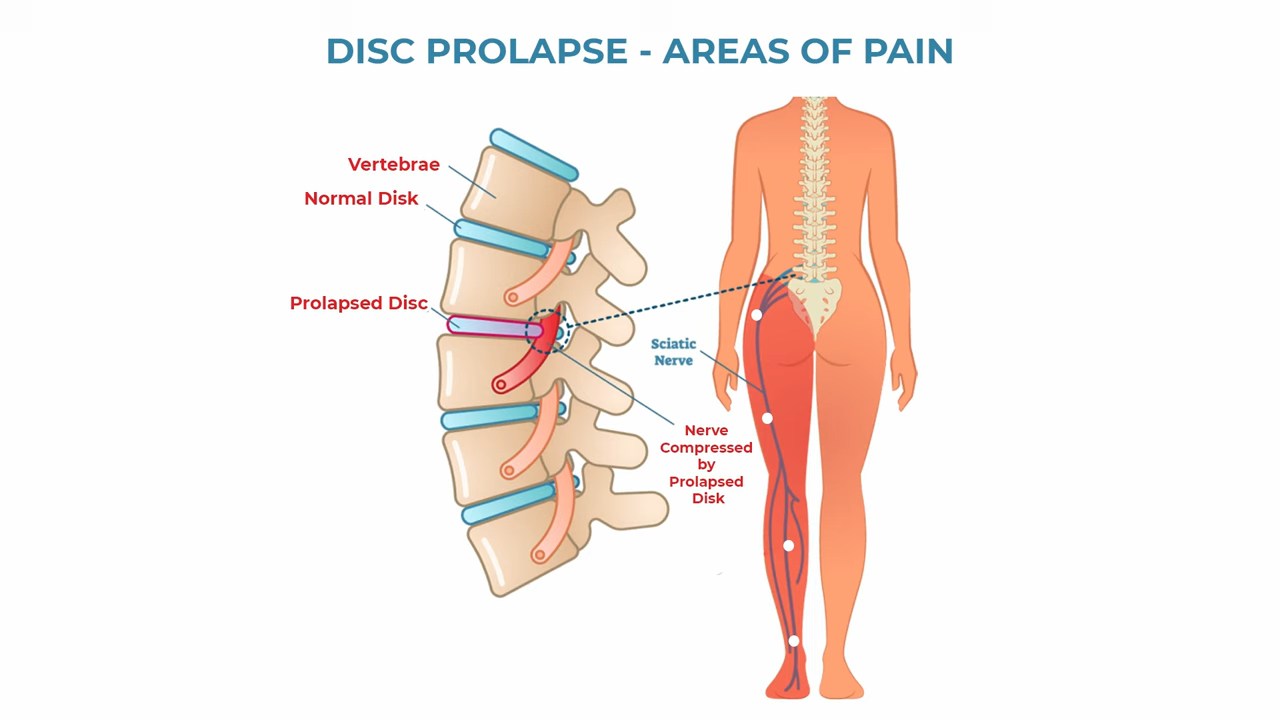 DISC PROLAPSE - AREAS OF PAIN
Vertebrae
Normal Disk
Prolapsed Disc
Sciatic
Nerve
Nerve
Compressed
by
Prolapsed
Disk